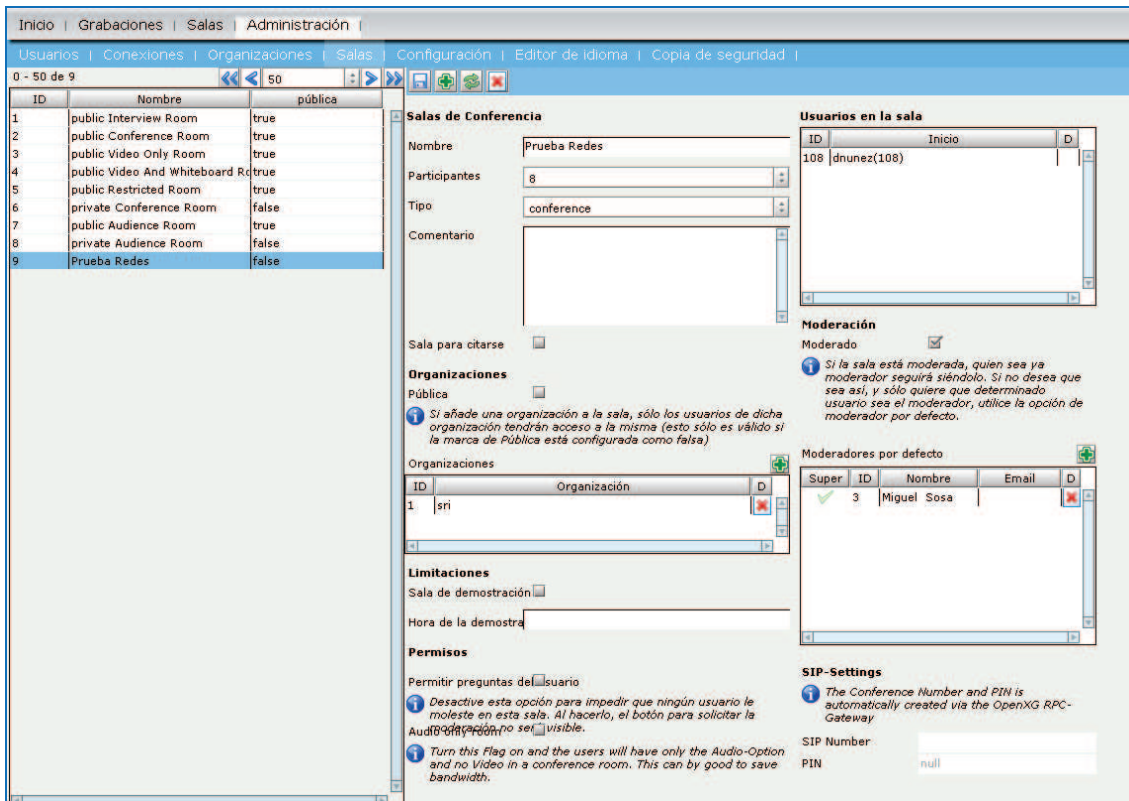 Inicio | Grabaciones | Salas | Administración |
Usuarios | Conexiones | Organizaciones | Salas | Configuración | Editor de idioma | Copia de seguridad |
0 - 50 de 9
50
ID Nombre pública
1 public Interview Room true
2 public Conference Room true
3 public Video Only Room true
4 public Video And Whiteboard Ro true
5 public Restricted Room true
6 private Conference Room false
7 public Audience Room true
8 private Audience Room false
9 Prueba Redes false
Salas de Conferencia
Nombre Prueba Redes
Participantes 8
Tipo conference
Comentario
Sala para citarse
Organizaciones
Pública
Si añade una organización a la sala, sólo los usuarios de dicha
organización tendrán acceso a la misma (esto sólo es válido si
la marca de Pública está configurada como falsa)
Organizaciones
ID Organización D
1 sri
Limitaciones
Sala de demostración
Hora de la demostra
Permisos
Permitir preguntas del usuario
Desactive esta opción para impedir que ningún usuario le
moleste en esta sala. Al hacerlo, el botón para solicitar la
moderación no será visible.
Audio only room
Turn this Flag on and the users will have only the Audio-Option
and no Video in a conference room. This can by good to save
bandwidth.
Usuarios en la sala
ID Inicio D
108 dnunez(108)
Moderación
Moderado
Si la sala está moderada, quien sea ya
moderador seguirá siéndolo. Si no desea que
sea así, y sólo quiere que determinado
usuario sea el moderador, utilice la opción de
moderador por defecto.
Moderadores por defecto
Super ID Nombre Email D
3 Miguel Sosa
SIP-Settings
The Conference Number and PIN is
automatically created via the OpenXG RPC-
Gateway
SIP Number
PIN null